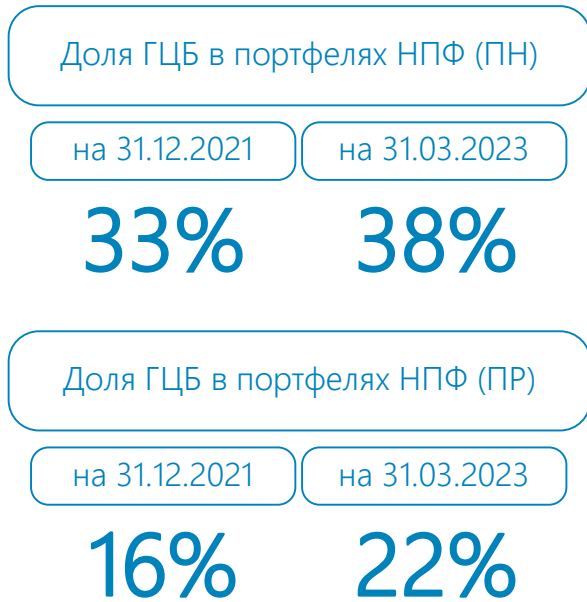 Доля ГЦБ в портфелях НПФ (ПН)
на 31.12.2021 на 31.03.2023
33% 38%
Доля ГЦБ в портфелях НПФ (ПР)
на 31.12.2021 на 31.03.2023
16% 22%